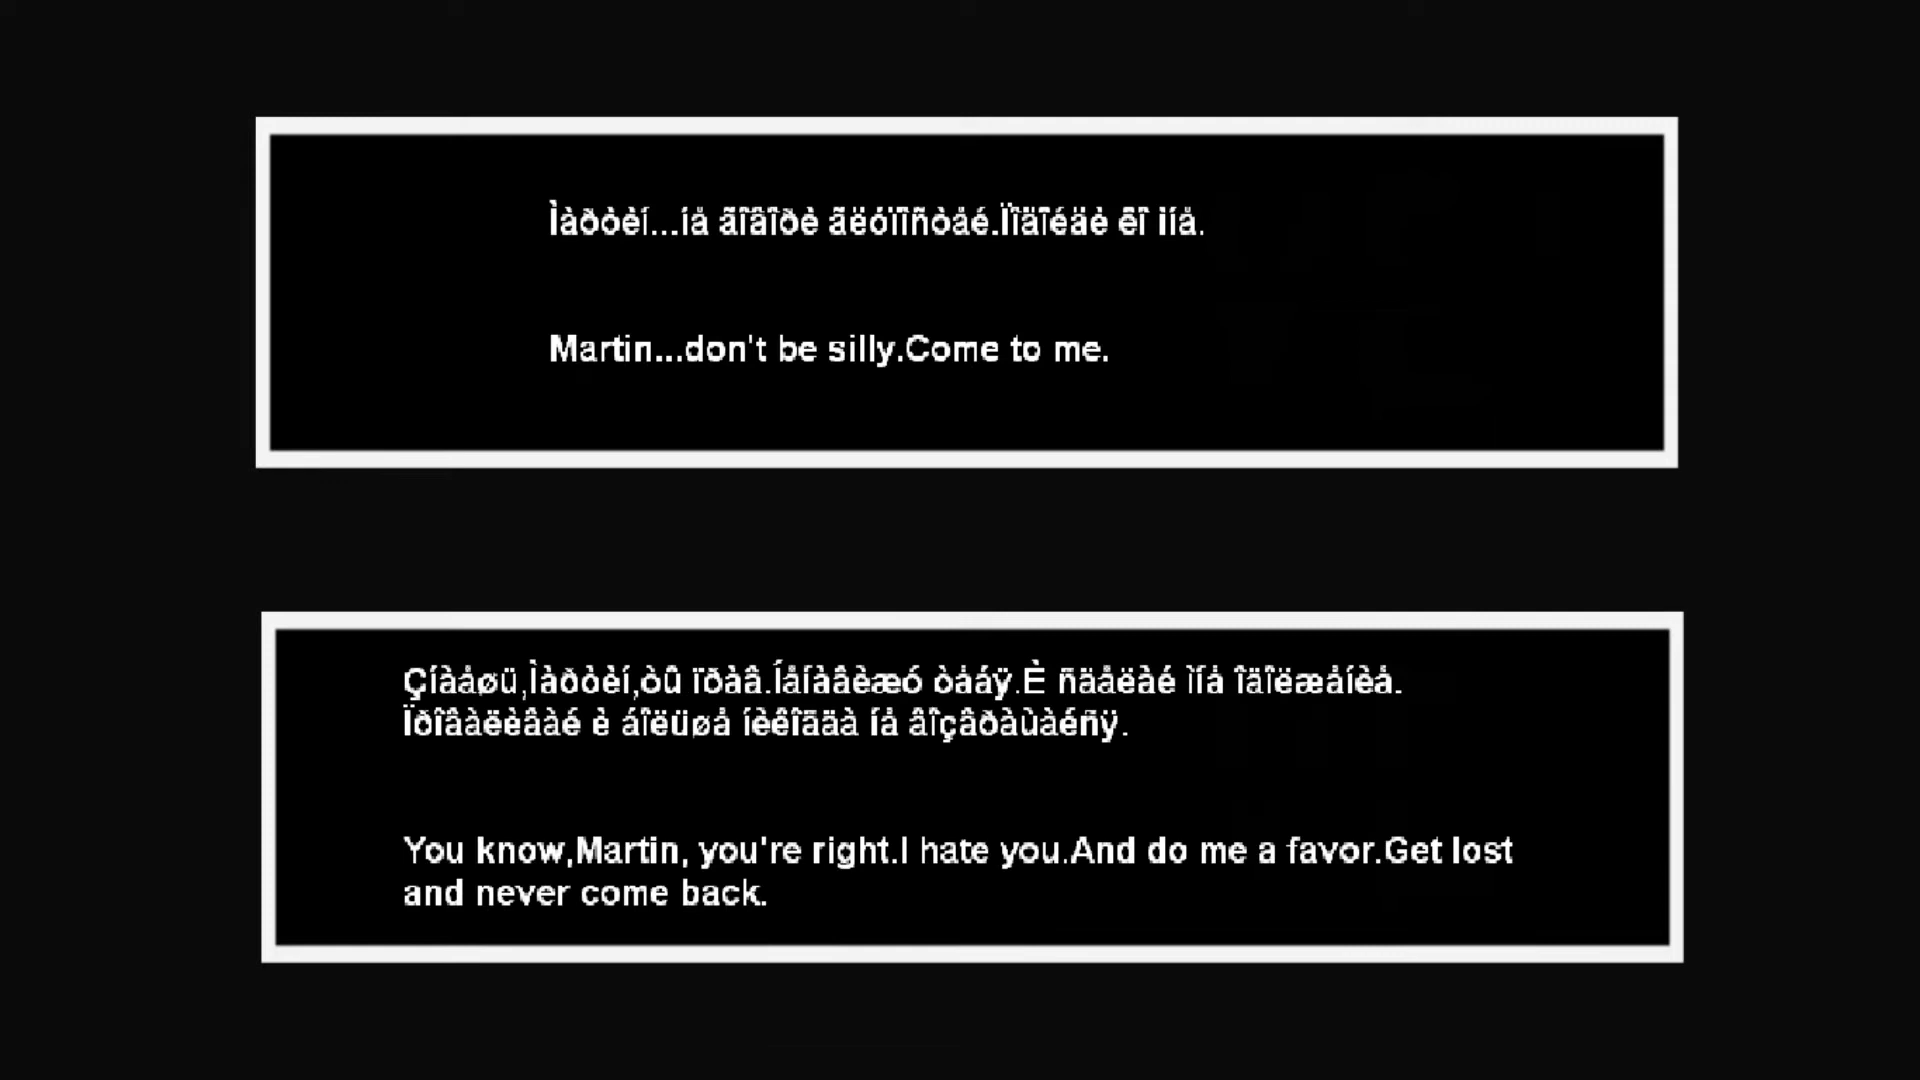 Ìàðòèí...íå ãîâîðè ãëóïîñòåé.Ïîäîéäè êî ìíå.
Martin...don't be silly.Come to me.
Çíàåøü,Ìàðòèí,òû ïðàâ.Íåíàâèæó òåáÿ.È ñäåëàé ìíå îäîëæåíèå.
Ïðîâàëèâàé è áîëüøå íèêîãäà íå âîçâðàùàéñÿ.
You know,Martin, you're right.I hate you.And do me a favor.Get lost
and never come back.